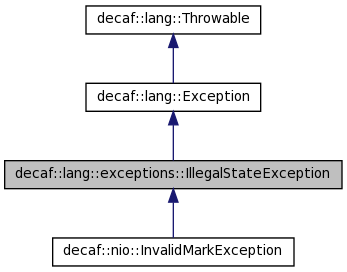 decaf::lang::Throwable
decaf::lang::Exception
decaf::lang::exceptions::IllegalStateException
decaf::nio::InvalidMarkException